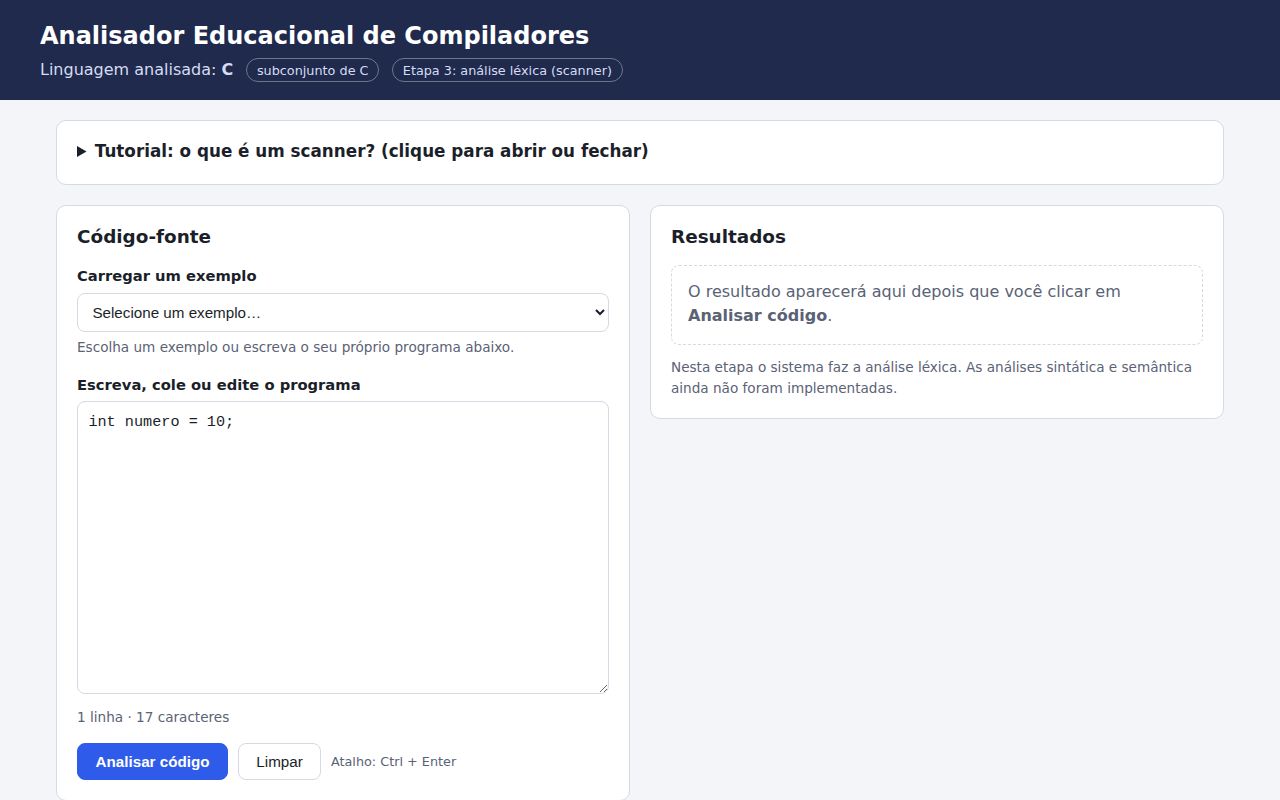 Analisador Educacional de Compiladores
Linguagem analisada: C subconjunto de C Etapa 3: análise léxica (scanner)
Tutorial: o que é um scanner? (clique para abrir ou fechar)
Código-fonte
Carregar um exemplo
Selecione um exemplo…
Escolha um exemplo ou escreva o seu próprio programa abaixo.
Escreva, cole ou edite o programa
int numero = 10;
1 linha · 17 caracteres
Analisar código Limpar Atalho: Ctrl + Enter
Resultados
O resultado aparecerá aqui depois que você clicar em
Analisar código.
Nesta etapa o sistema faz a análise léxica. As análises sintática e semântica
ainda não foram implementadas.